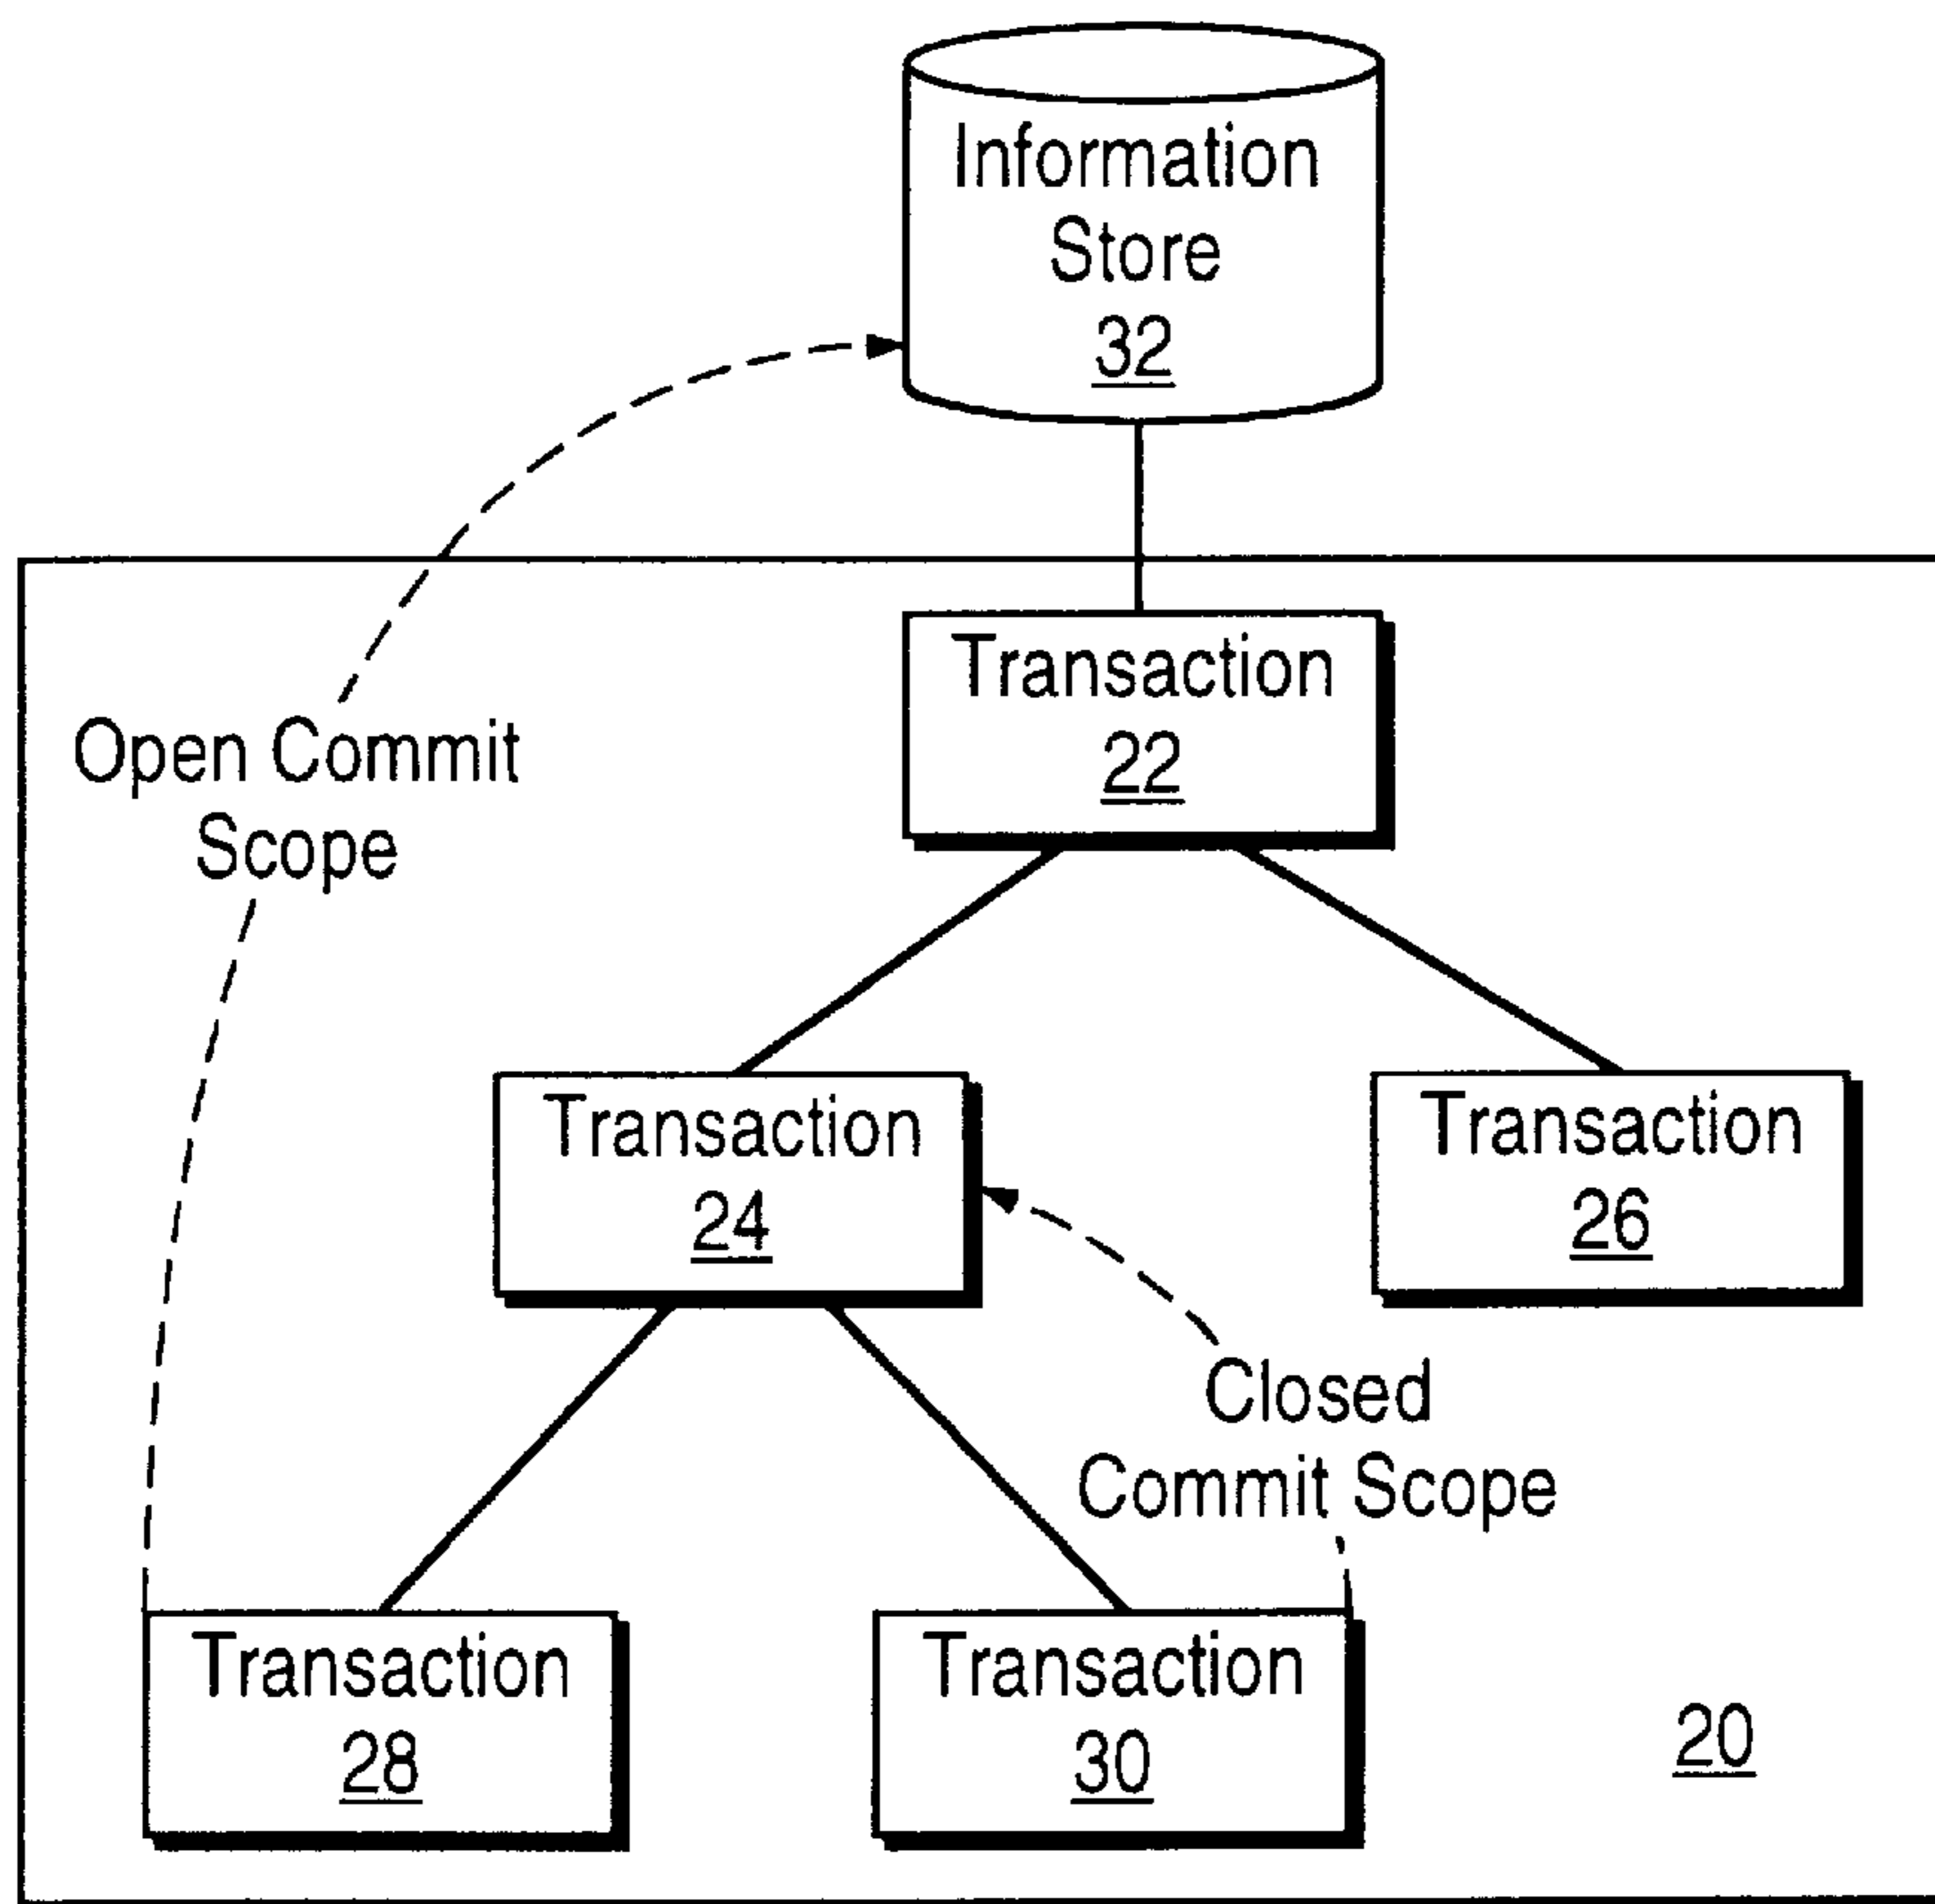 Information
Store
32
Transaction
22
Open Commit
Scope
Transaction
24
Transaction
26
Closed
Commit Scope
Transaction
28
Transaction
30
20